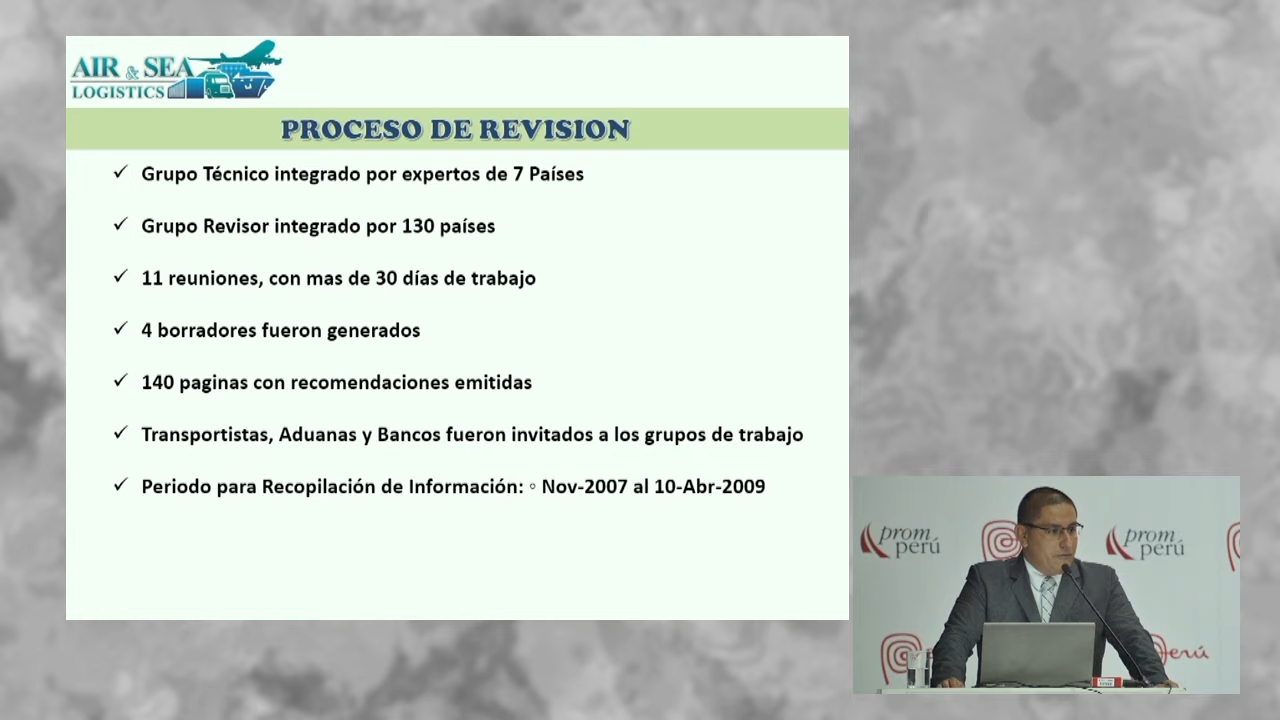 AIR & SEA
LOGISTICS
PROCESO DE REVISION
✓ Grupo Técnico integrado por expertos de 7 Países
✓ Grupo Revisor integrado por 130 países
✓ 11 reuniones, con mas de 30 días de trabajo
✓ 4 borradores fueron generados
✓ 140 paginas con recomendaciones emitidas
✓ Transportistas, Aduanas y Bancos fueron invitados a los grupos de trabajo
✓ Periodo para Recopilación de Información: ◦ Nov-2007 al 10-Abr-2009
prom
perú
prom
perú